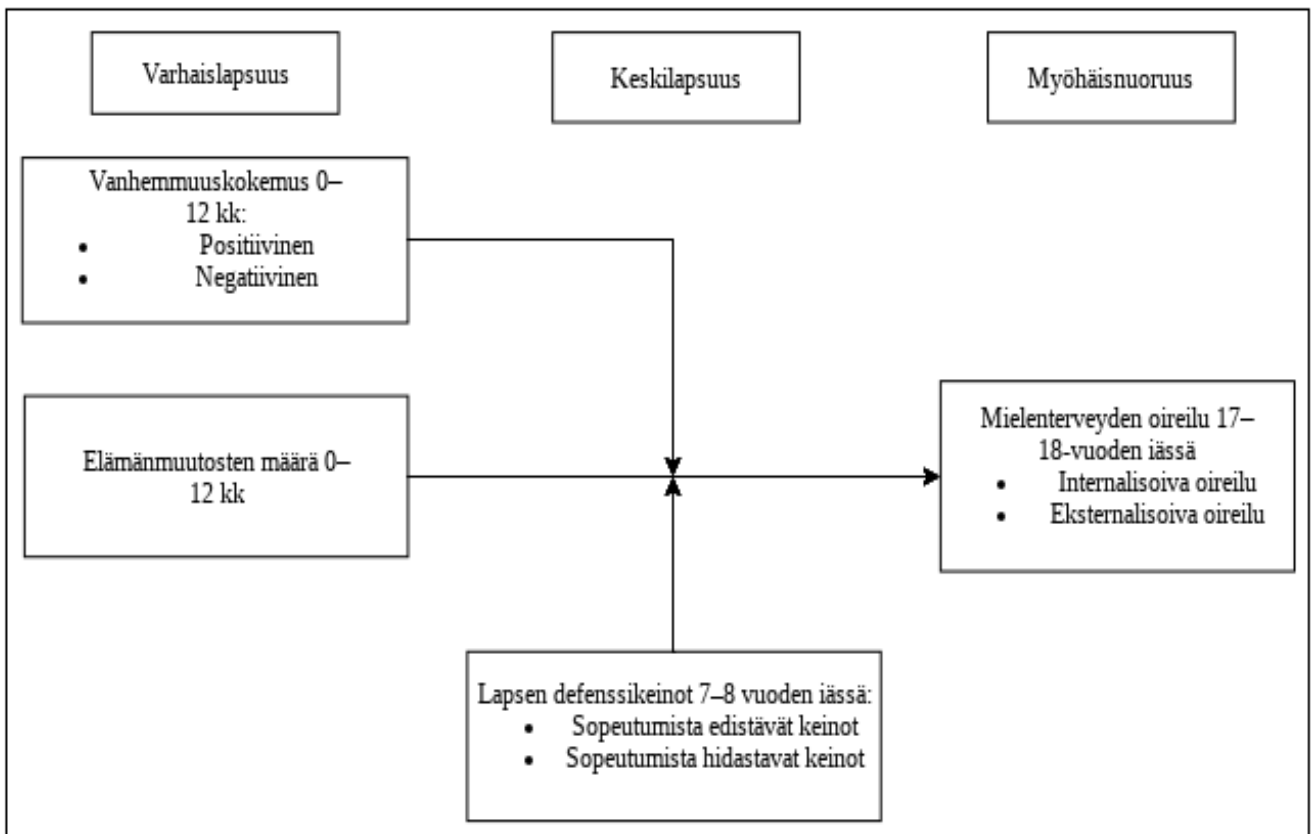 Varhaislapsuus
Keskilapsuus
Myöhäisnuoruus
Vanhemmuuskokemus 0–
12 kk:
• Positiivinen
• Negatiivinen
Elämänmuutosten määrä 0–
12 kk
Mielenterveyden oireilu 17–
18-vuoden iässä
• Internalisoiva oireilu
• Eksternalisoiva oireilu
Lapsen defenssikeinot 7–8 vuoden iässä:
• Sopeutumista edistävät keinot
• Sopeutumista hidastavat keinot